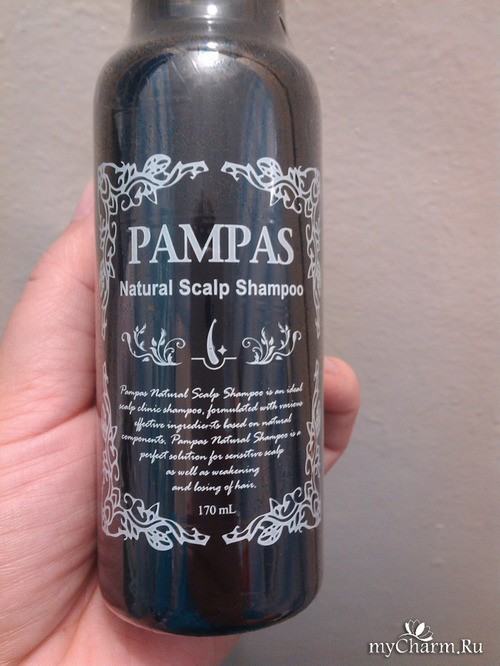 PAMPAS
Natural Scalp Shampoo
Pampas Natural Scalp Shampoo is an ideal
scalp clinic shampoo, formulated with various
effective ingredients based on natural
components. Pampas Natural Shampoo is a
perfect solution for sensitive scalp
as well as weakening
and losing of hair.
170 mL
myCharm.Ru